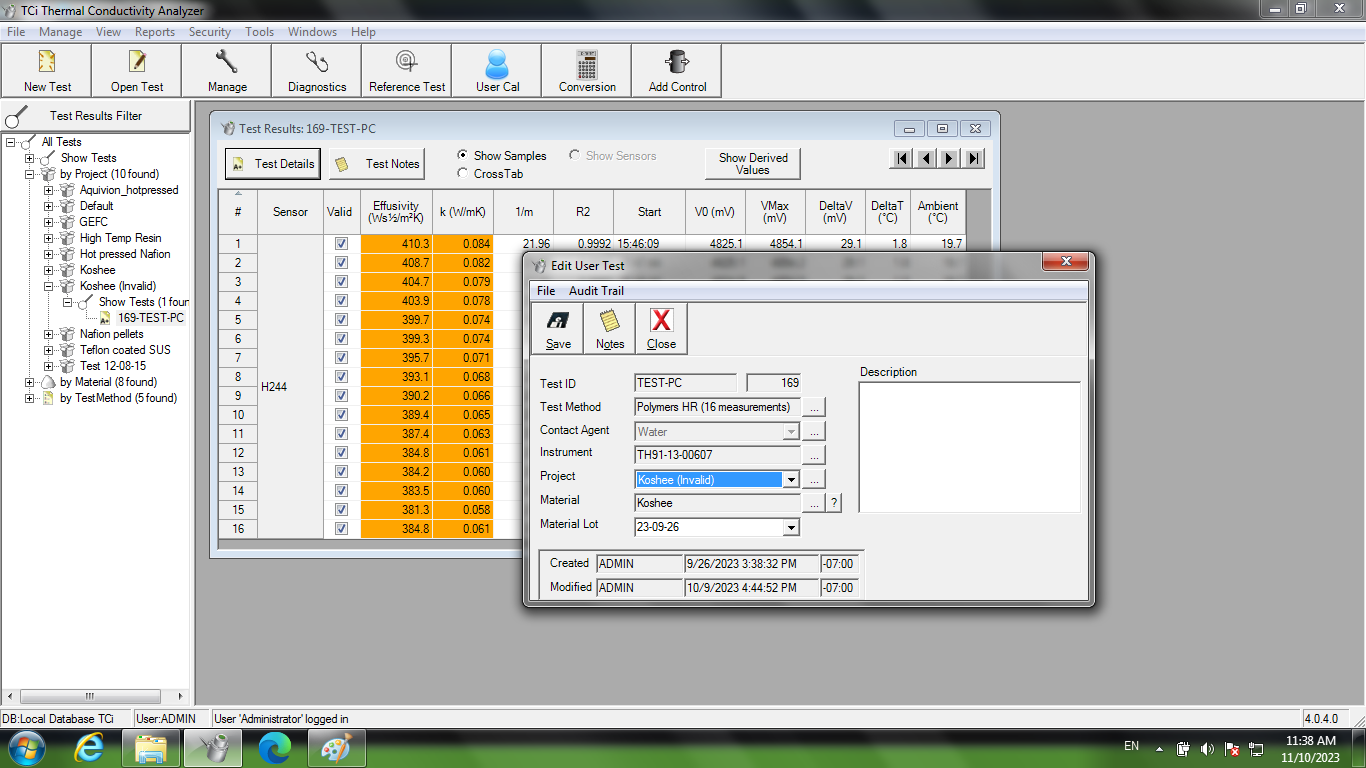 TCi Thermal Conductivity Analyzer
File Manage View Reports Security Tools Windows Help
New Test Open Test Manage Diagnostics Reference Test User Cal Conversion Add Control
Test Results Filter
All Tests
Show Tests
by Project (10 found)
Aquivion_hotpressed
Default
GEFC
High Temp Resin
Hot pressed Nafion
Koshee
Koshee (Invalid)
Show Tests (1 four
169-TEST-PC
Nafion pellets
Teflon coated SUS
Test 12-08-15
by Material (8 found)
by TestMethod (5 found)
Test Results: 169-TEST-PC
Test Details Test Notes
Show Samples Show Sensors
CrossTab
Show Derived
Values
# Sensor Valid Effusivity (Ws½/m²K) k (W/mK) 1/m R2 Start V0 (mV) VMax (mV) DeltaV (mV) DeltaT (°C) Ambient (°C)
1 410.3 0.084 21.96 0.9992 15:46:09 4825.1 4854.1 29.1 1.8 19.7
2 408.7 0.082
3 404.7 0.079
4 403.9 0.078
5 399.7 0.074
6 399.3 0.074
7 395.7 0.071
8 393.1 0.068
H244
9 390.2 0.066
10 389.4 0.065
11 387.4 0.063
12 384.8 0.061
13 384.2 0.060
14 383.5 0.060
15 381.3 0.058
16 384.8 0.061
Edit User Test
File Audit Trail
Save Notes Close
Test ID TEST-PC 169
Test Method Polymers HR (16 measurements) ...
Contact Agent Water ...
Instrument TH91-13-00607 ...
Project Koshee (Invalid) ...
Material Koshee ... ?
Material Lot 23-09-26
Description
Created ADMIN 9/26/2023 3:38:32 PM -07:00
Modified ADMIN 10/9/2023 4:44:52 PM -07:00
DB:Local Database TCi User:ADMIN User 'Administrator' logged in 4.0.4.0
EN 11:38 AM
11/10/2023